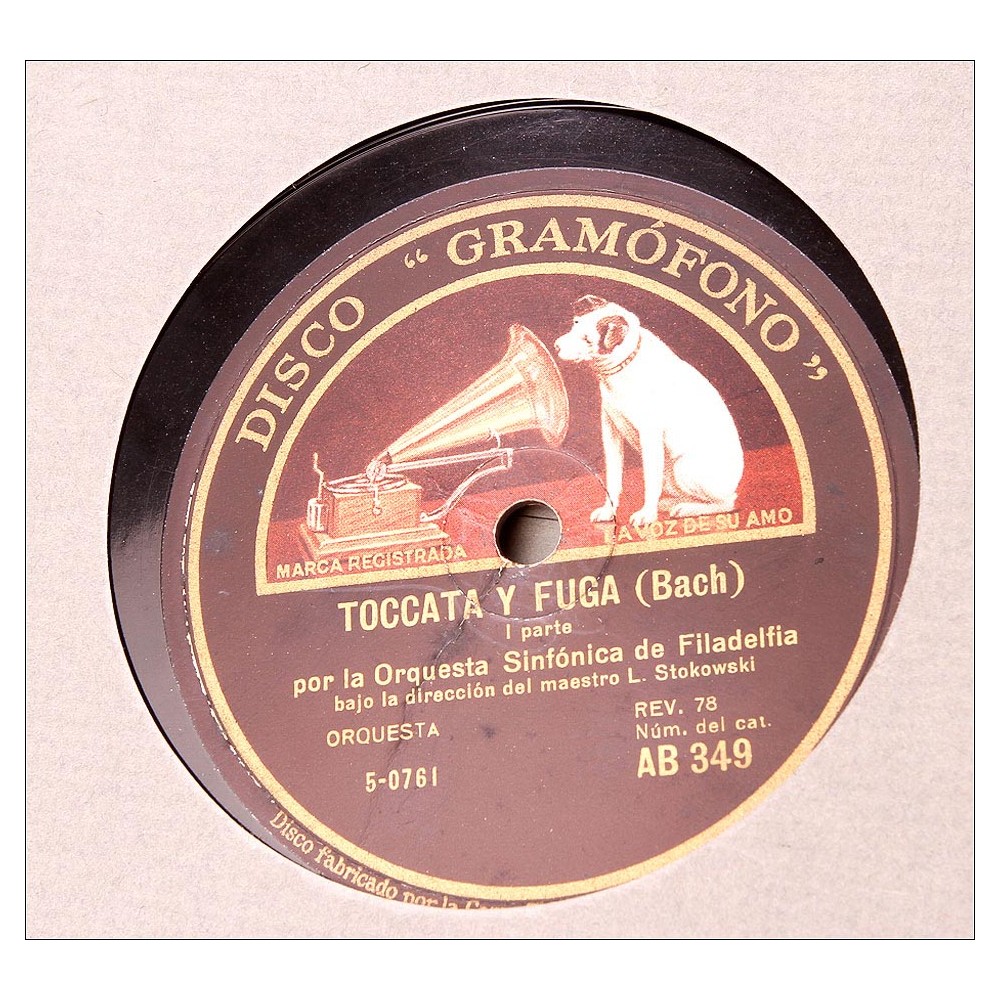 DISCO “GRAMÓFONO”
MARCA REGISTRADA
LA VOZ DE SU AMO
TOCCATA Y FUGA (Bach)
I parte
por la Orquesta Sinfónica de Filadelfia
bajo la dirección del maestro L. Stokowski
ORQUESTA
REV. 78
Núm. del cat.
5-0761
AB 349
Disco fabricado por la